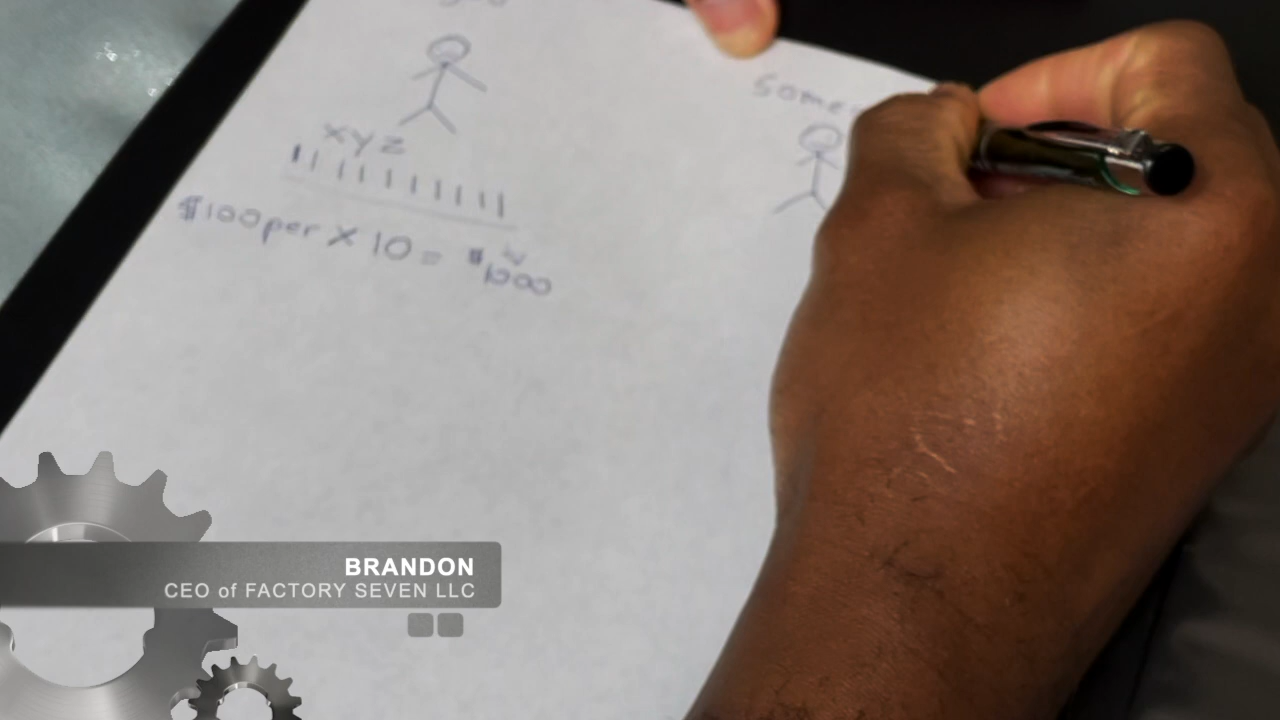 xyz
$100 per X 10 = $1000
BRANDON
CEO of FACTORY SEVEN LLC